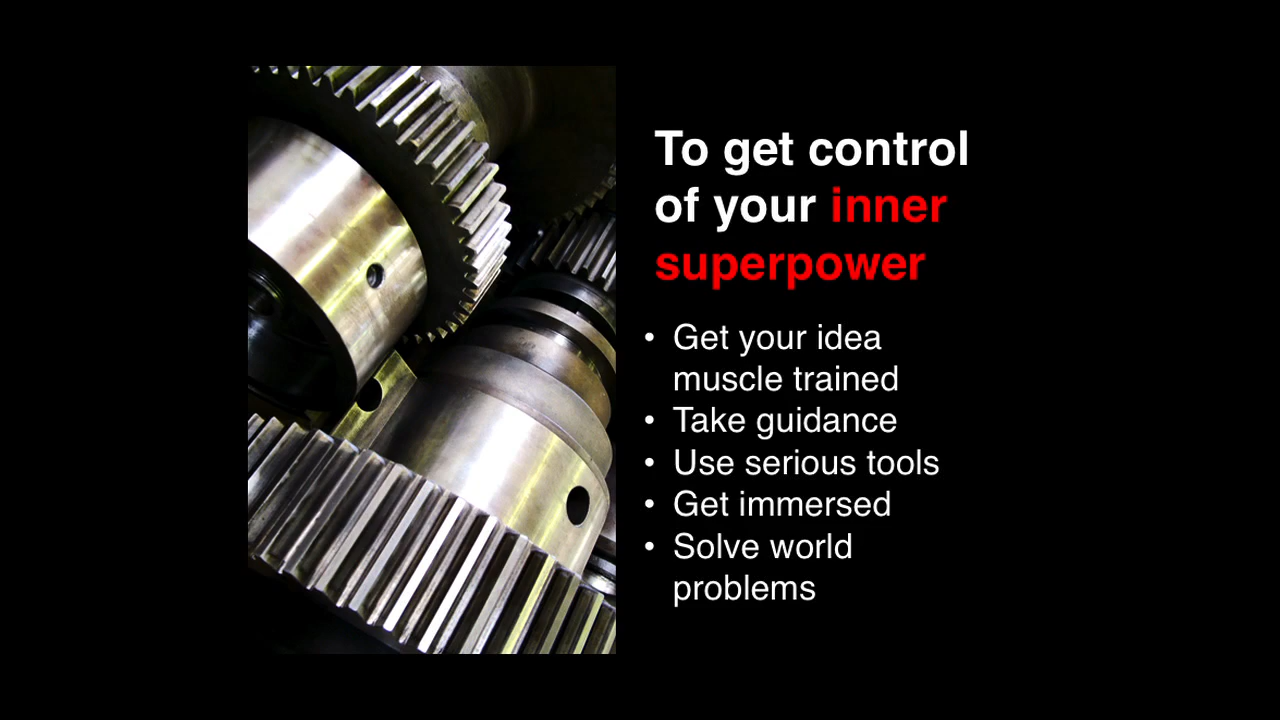 To get control
of your inner
superpower
• Get your idea
muscle trained
• Take guidance
• Use serious tools
• Get immersed
• Solve world
problems